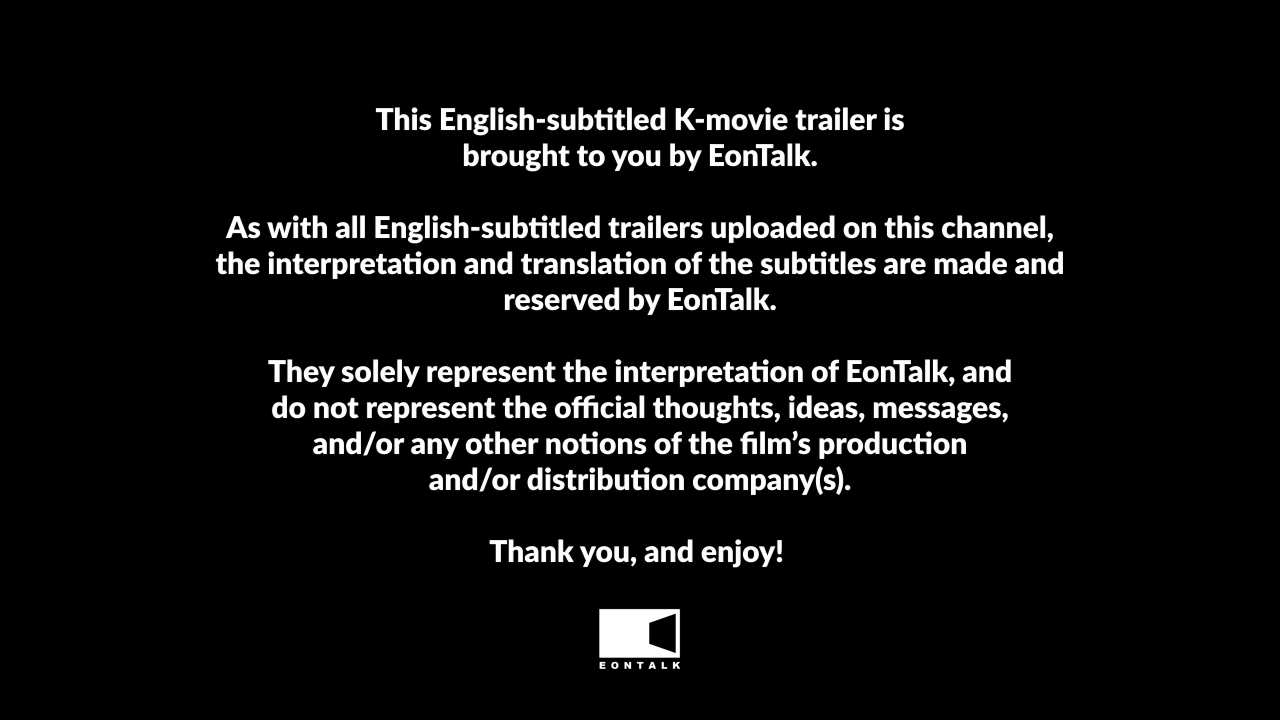 This English-subtitled K-movie trailer is
brought to you by EonTalk.
As with all English-subtitled trailers uploaded on this channel,
the interpretation and translation of the subtitles are made and
reserved by EonTalk.
They solely represent the interpretation of EonTalk, and
do not represent the official thoughts, ideas, messages,
and/or any other notions of the film’s production
and/or distribution company(s).
Thank you, and enjoy!
EONTALK